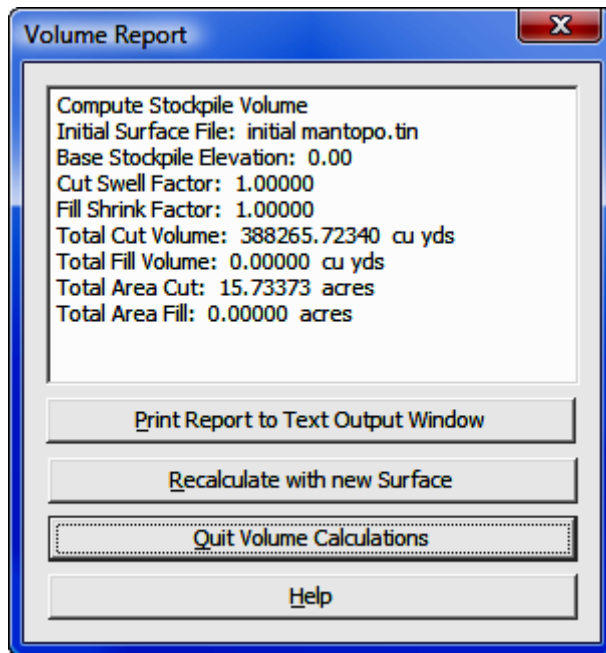 Volume Report
X
Compute Stockpile Volume
Initial Surface File: initial mantopo.tin
Base Stockpile Elevation: 0.00
Cut Swell Factor: 1.00000
Fill Shrink Factor: 1.00000
Total Cut Volume: 388265.72340 cu yds
Total Fill Volume: 0.00000 cu yds
Total Area Cut: 15.73373 acres
Total Area Fill: 0.00000 acres
Print Report to Text Output Window
Recalculate with new Surface
Quit Volume Calculations
Help